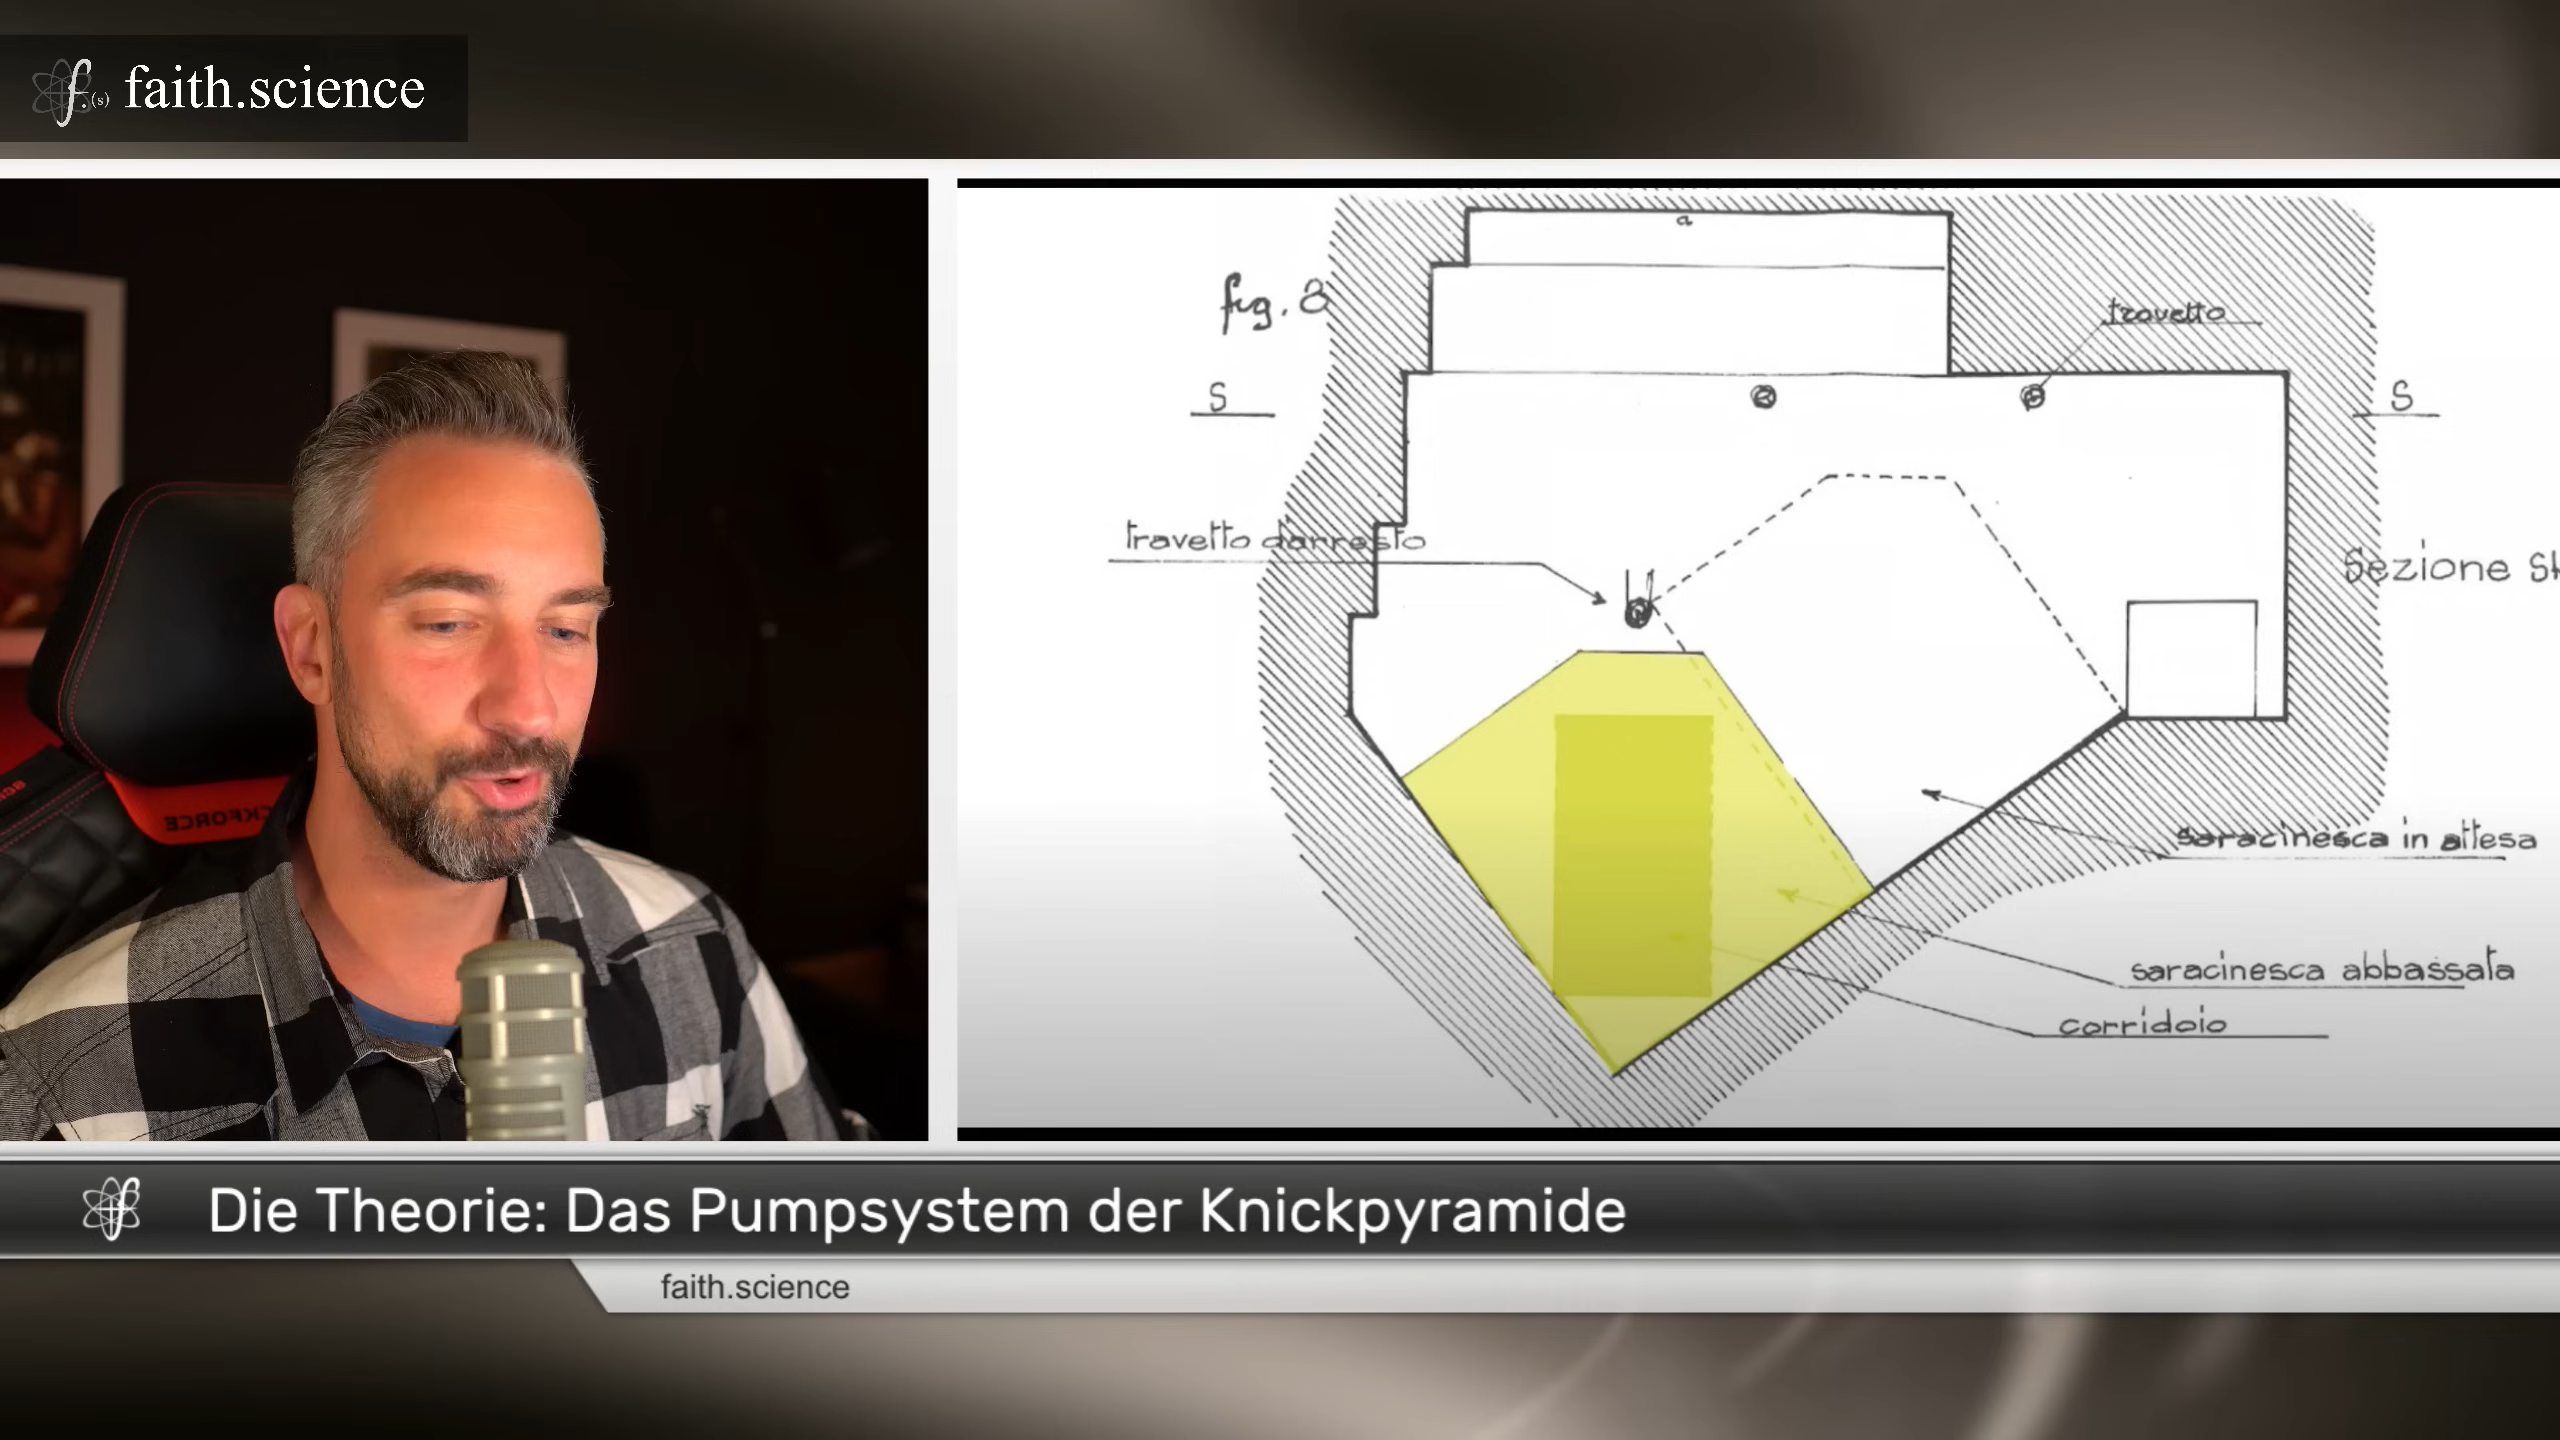 f.(s) faith.science
a
fig. 8
travetto
S
S
travetto d'arresto
Sezione
saracinesca in attesa
saracinesca abbassata
corridoio
Die Theorie: Das Pumpsystem der Knickpyramide
faith.science